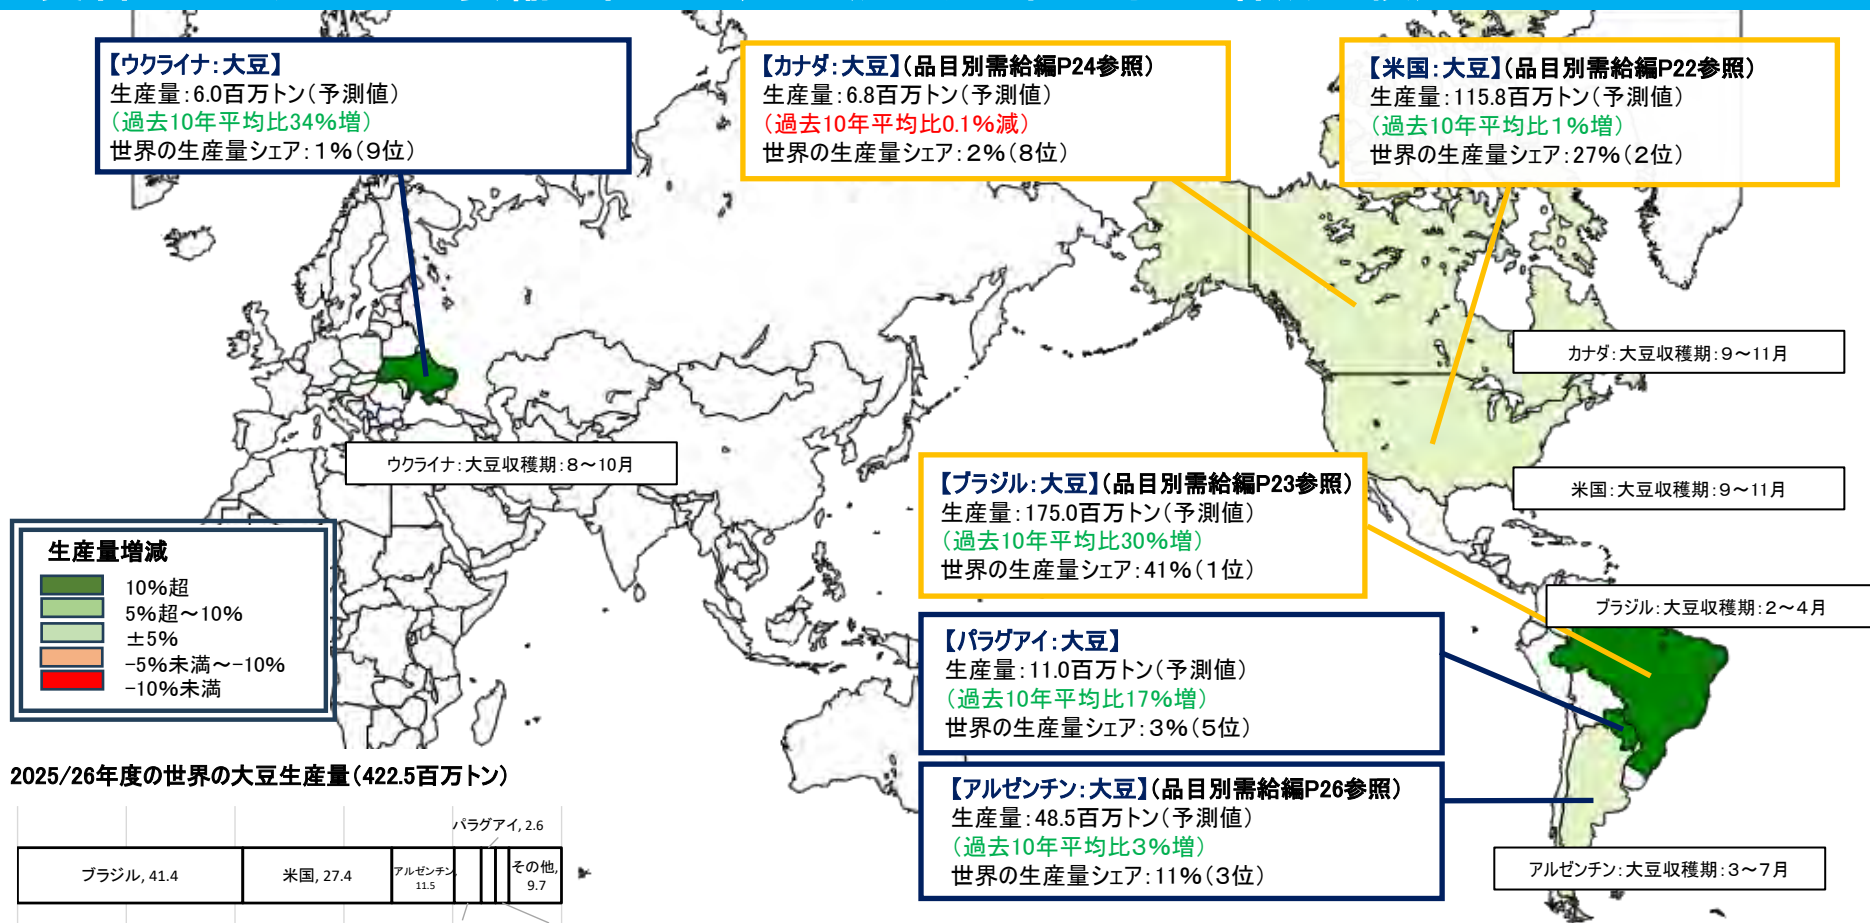 【ウクライナ:大豆】
生産量:6.0百万トン(予測値)
(過去10年平均比34%増)
世界の生産量シェア:1%(9位)
【カナダ:大豆】(品目別需給編P24参照)
生産量:6.8百万トン(予測値)
(過去10年平均比0.1%減)
世界の生産量シェア:2%(8位)
【米国:大豆】(品目別需給編P22参照)
生産量:115.8百万トン(予測値)
(過去10年平均比1%増)
世界の生産量シェア:27%(2位)
カナダ:大豆収穫期:9~11月
ウクライナ:大豆収穫期:8~10月
米国:大豆収穫期:9~11月
【ブラジル:大豆】(品目別需給編P23参照)
生産量:175.0百万トン(予測値)
(過去10年平均比30%増)
世界の生産量シェア:41%(1位)
ブラジル:大豆収穫期:2~4月
生産量増減
10%超
5%超~10%
±5%
-5%未満~-10%
-10%未満
【パラグアイ:大豆】
生産量:11.0百万トン(予測値)
(過去10年平均比17%増)
世界の生産量シェア:3%(5位)
【アルゼンチン:大豆】(品目別需給編P26参照)
生産量:48.5百万トン(予測値)
(過去10年平均比3%増)
世界の生産量シェア:11%(3位)
アルゼンチン:大豆収穫期:3~7月
2025/26年度の世界の大豆生産量(422.5百万トン)
パラグアイ, 2.6
ブラジル, 41.4
米国, 27.4
アルゼンチン,
11.5
その他,
9.7